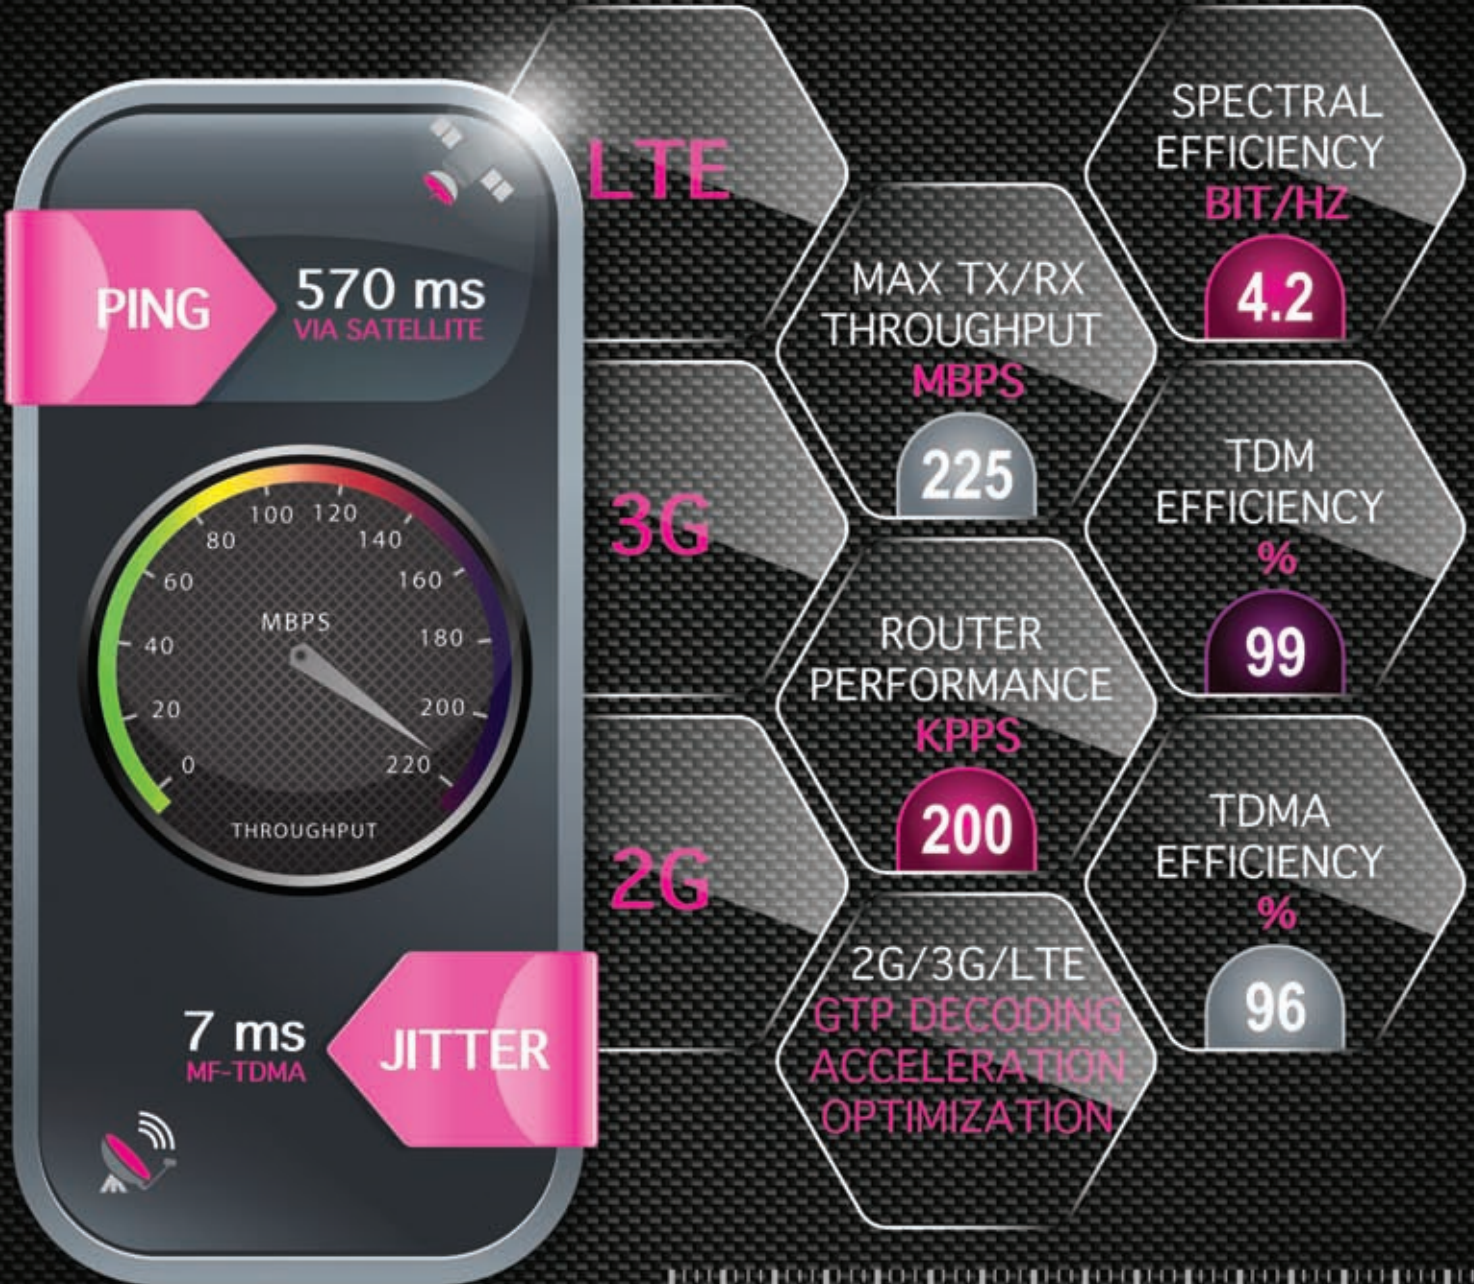 PING
570 ms
VIA SATELLITE
100 120
80 140
60 160
MBPS
40 180
20 200
0 220
THROUGHPUT
7 ms
MF-TDMA
JITTER
LTE
3G
2G
MAX TX/RX
THROUGHPUT
MBPS
225
ROUTER
PERFORMANCE
KPPS
200
2G/3G/LTE
GTP DECODING
ACCELERATION
OPTIMIZATION
SPECTRAL
EFFICIENCY
BIT/HZ
4.2
TDM
EFFICIENCY
%
99
TDMA
EFFICIENCY
%
96